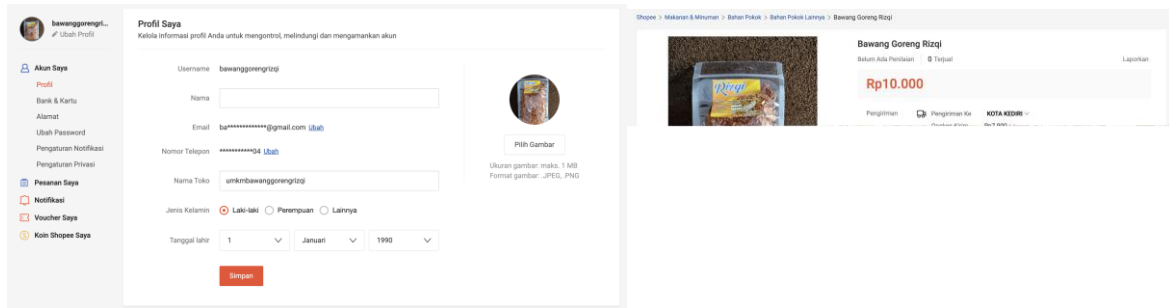 bawanggorengri...
Ubah Profil
Akun Saya
Profil
Bank & Kartu
Alamat
Ubah Password
Pengaturan Notifikasi
Pengaturan Privasi
Pesanan Saya
Notifikasi
Voucher Saya
Koin Shopee Saya
Profil Saya
Kelola informasi profil Anda untuk mengontrol, melindungi dan mengamankan akun
Username bawanggorengrizqi
Nama
Email ba*************@gmail.com Ubah
Nomor Telepon ***********04 Ubah
Nama Toko umkmbawanggorengrizqi
Jenis Kelamin Laki-laki Perempuan Lainnya
Tanggal lahir 1 Januari 1990
Simpan
Pilih Gambar
Ukuran gambar: maks. 1 MB
Format gambar: .JPEG, .PNG
Shopee > Makanan & Minuman > Bahan Pokok > Bahan Pokok Lainnya > Bawang Goreng Rizqi
Rizqi
Bawang Goreng Rizqi
Belum Ada Penilaian 0 Terjual Laporkan
Rp10.000
Pengiriman Pengiriman Ke KOTA KEDIRI